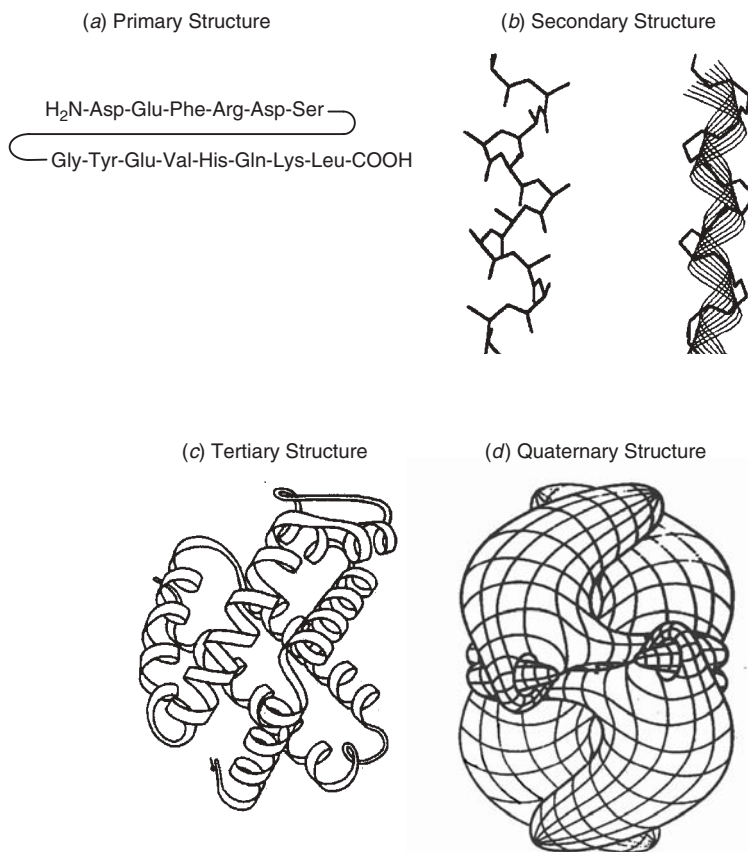 (a) Primary Structure
H₂N-Asp-Glu-Phe-Arg-Asp-Ser
Gly-Tyr-Glu-Val-His-Gln-Lys-Leu-COOH
(b) Secondary Structure
(c) Tertiary Structure
(d) Quaternary Structure